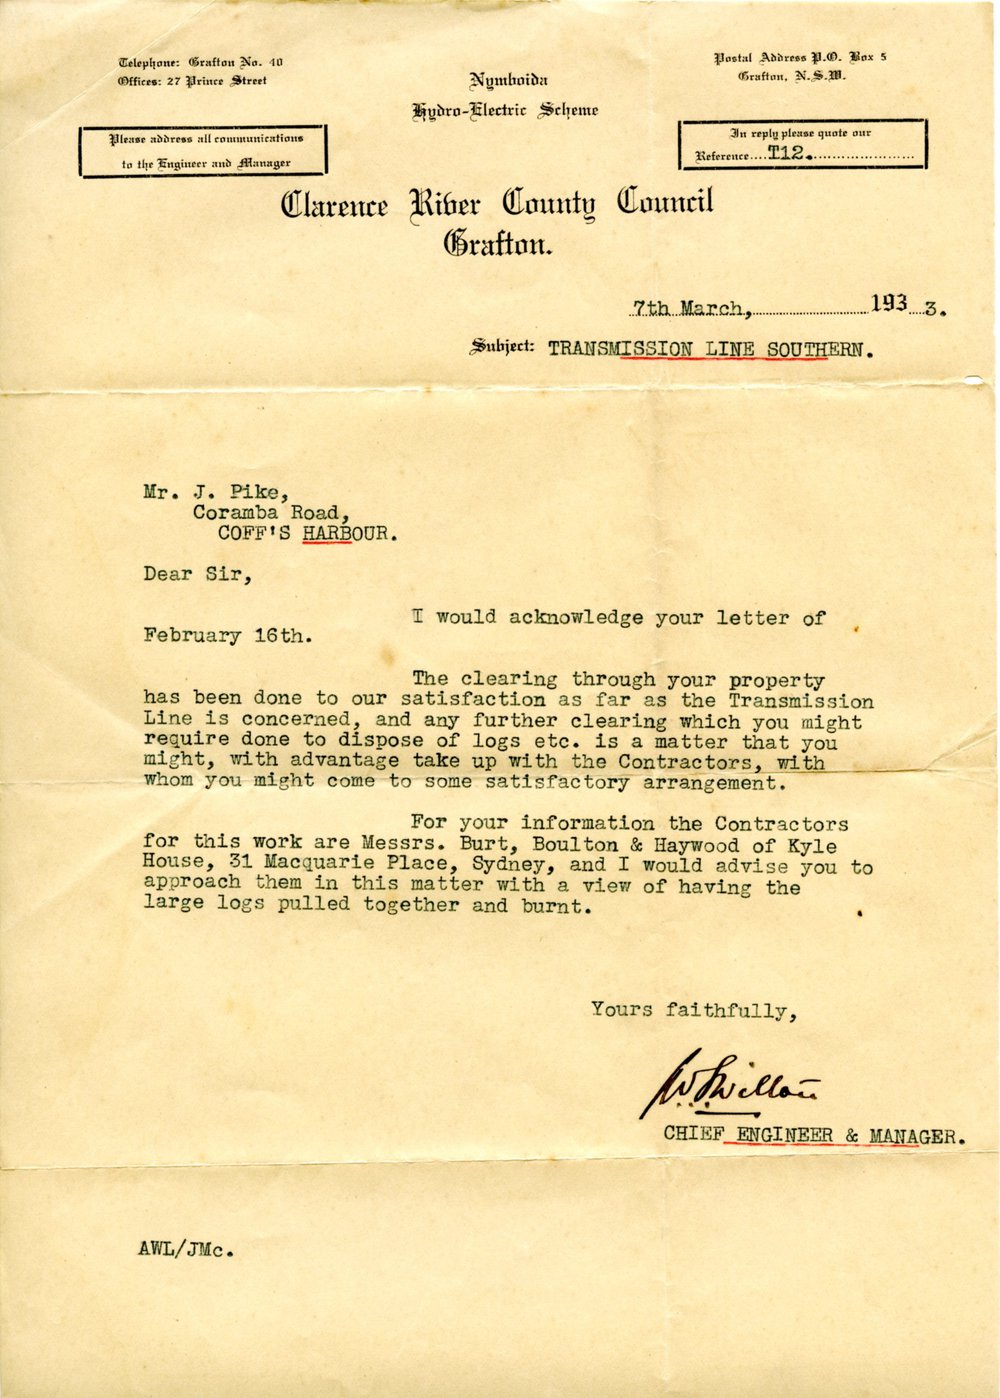 Telephone: Grafton No. 40
Offices: 27 Prince Street
Postal Address P.O. Box 5
Grafton, N.S.W.
Nymboida
Hydro-Electric Scheme
Please address all communications
to the Engineer and Manager
In reply please quote our
Reference....T12.......................
Clarence River County Council
Grafton.
7th March, 1933.
Subject: TRANSMISSION LINE SOUTHERN.
Mr. J. Pike,
Coramba Road,
COFF'S HARBOUR.
Dear Sir,
I would acknowledge your letter of
February 16th.
The clearing through your property
has been done to our satisfaction as far as the Transmission
Line is concerned, and any further clearing which you might
require done to dispose of logs etc. is a matter that you
might, with advantage take up with the Contractors, with
whom you might come to some satisfactory arrangement.
For your information the Contractors
for this work are Messrs. Burt, Boulton & Haywood of Kyle
House, 31 Macquarie Place, Sydney, and I would advise you to
approach them in this matter with a view of having the
large logs pulled together and burnt.
Yours faithfully,
CHIEF ENGINEER & MANAGER.
AWL/JMc.